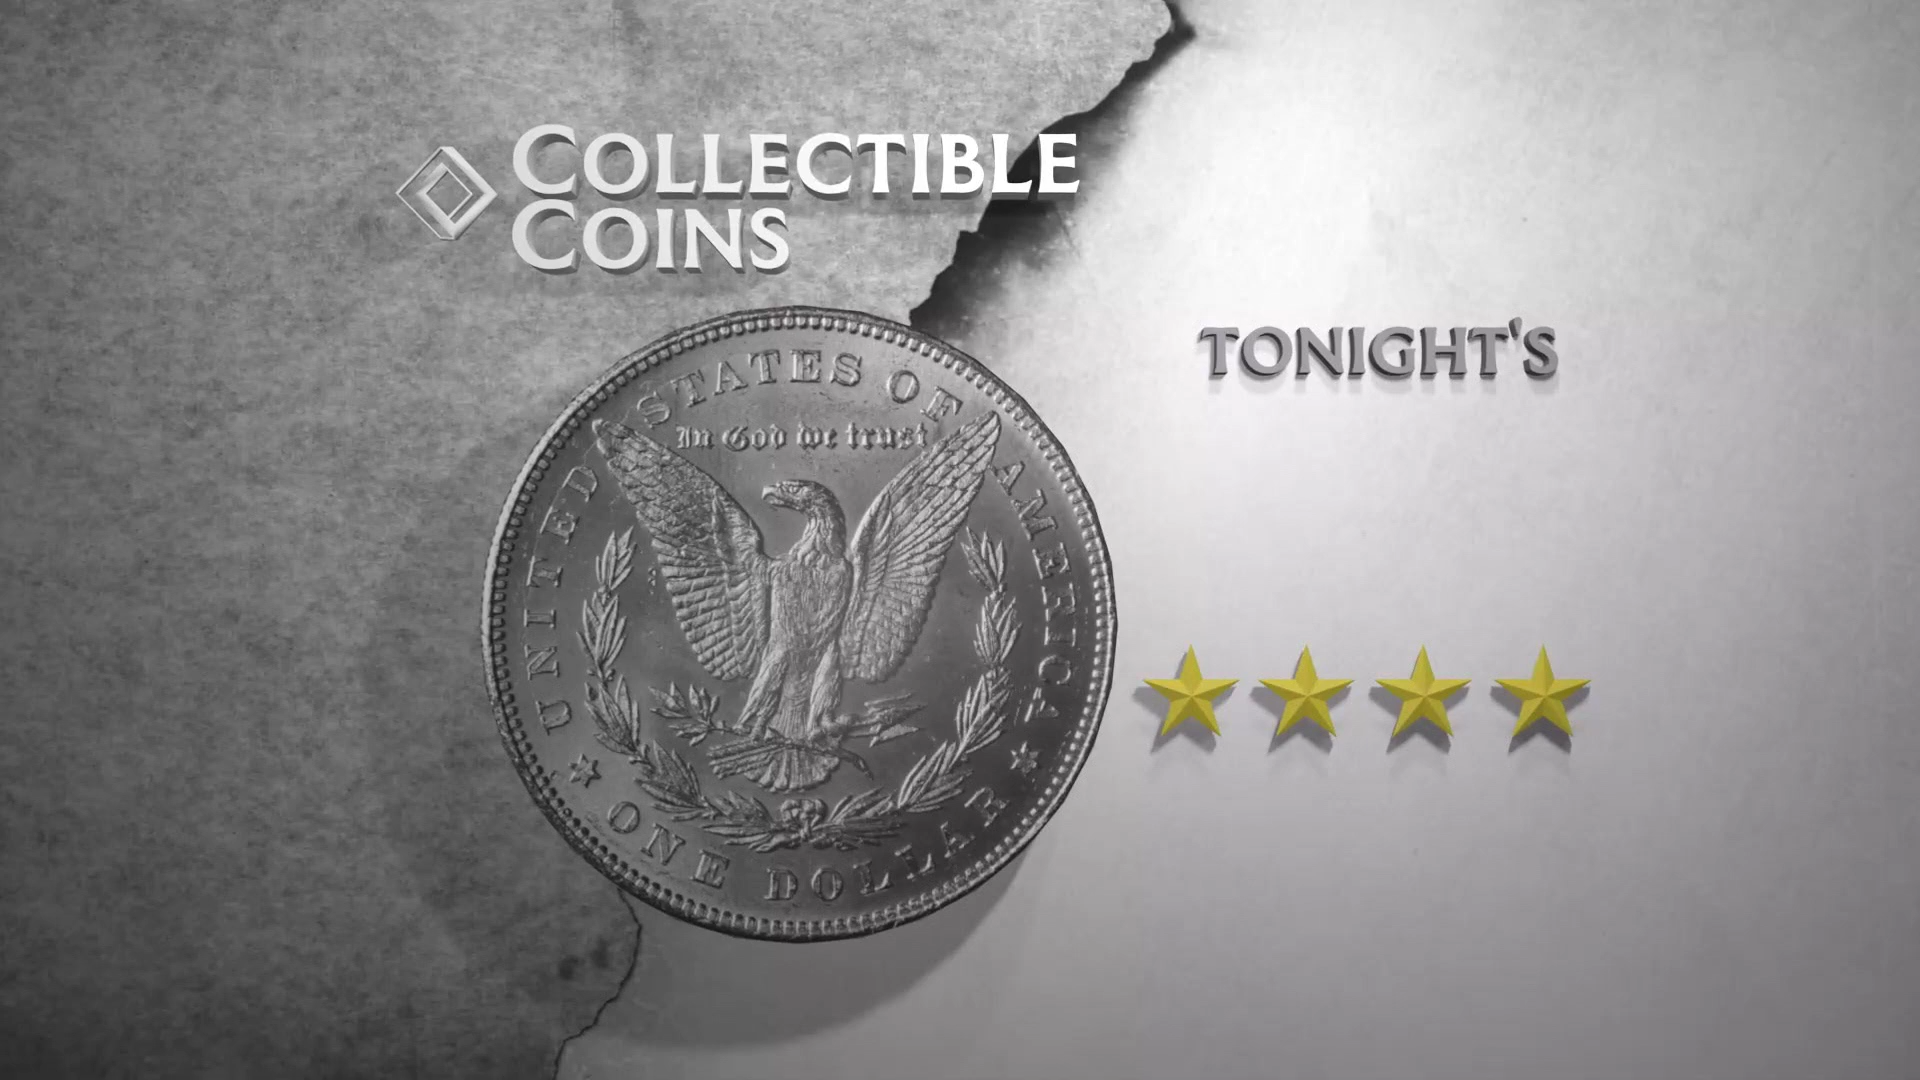 COLLECTIBLE
COINS
TONIGHT'S
UNITED STATES OF AMERICA
In God we trust
ONE DOLLAR